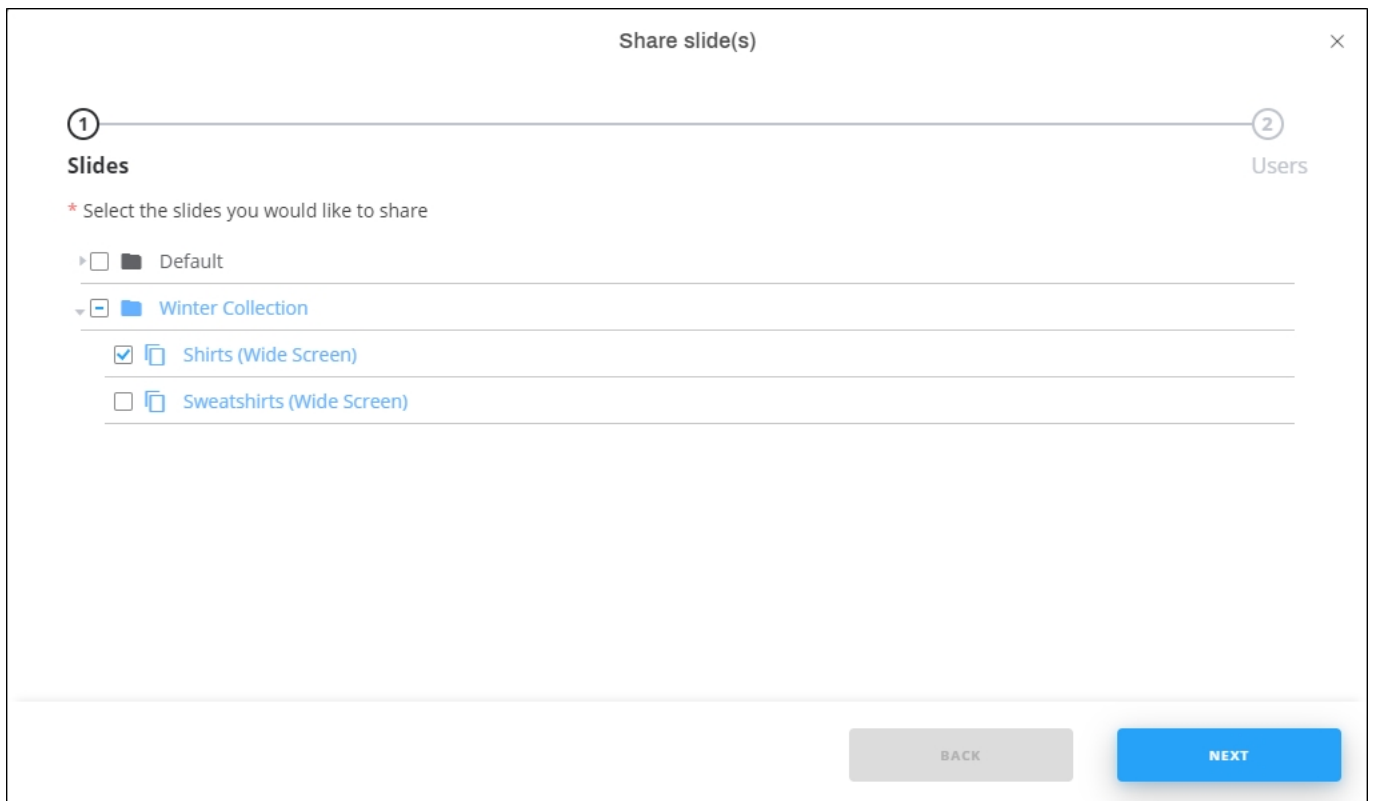 Share slide(s)
1
2
Slides
Users
* Select the slides you would like to share
Default
Winter Collection
Shirts (Wide Screen)
Sweatshirts (Wide Screen)
BACK
NEXT